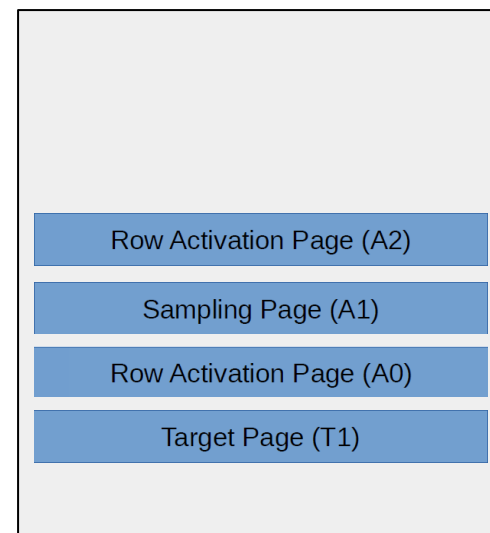 Row Activation Page (A2)
Sampling Page (A1)
Row Activation Page (A0)
Target Page (T1)